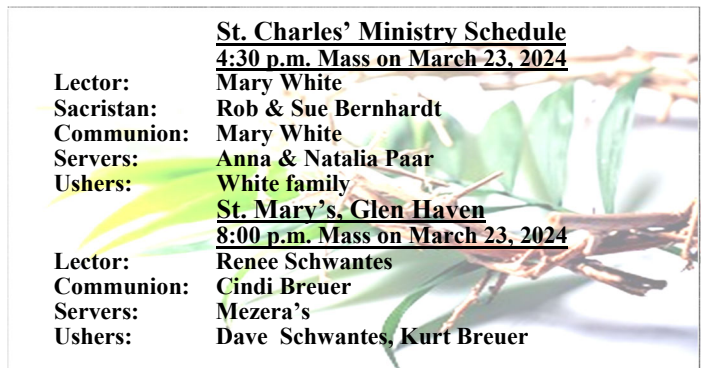 St. Charles’ Ministry Schedule
4:30 p.m. Mass on March 23, 2024
Lector: Mary White
Sacristan: Rob & Sue Bernhardt
Communion: Mary White
Servers: Anna & Natalia Paar
Ushers: White family
St. Mary’s, Glen Haven
8:00 p.m. Mass on March 23, 2024
Lector: Renee Schwantes
Communion: Cindi Breuer
Servers: Mezera’s
Ushers: Dave Schwantes, Kurt Breuer